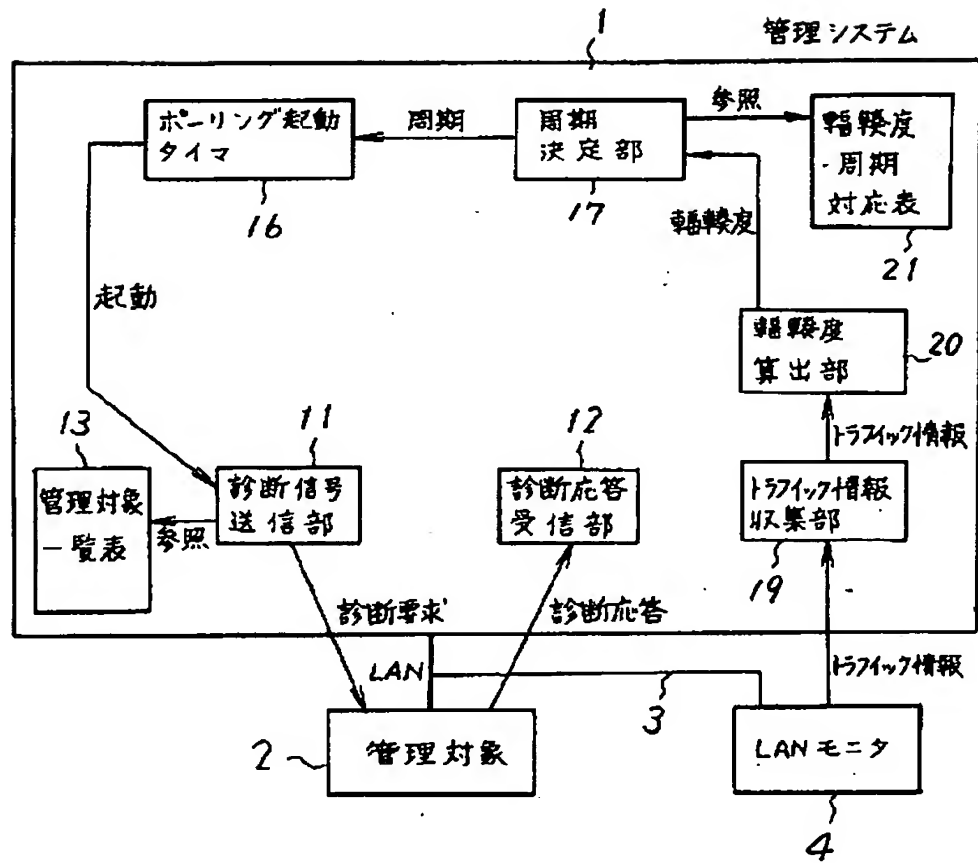 1
管理システム
ポーリング起動
タイマ
16
周期
周期
決定部
17
参照
輻輳度
・周期
対応表
21
輻輳度
起動
輻輳度
算出部
20
トラフィック情報
13
管理対象
一覧表
参照
11
診断信号
送信部
12
診断応答
受信部
トラフィック情報
収集部
19
診断要求
診断応答
LAN
3
トラフィック情報
2
管理対象
LANモニタ
4